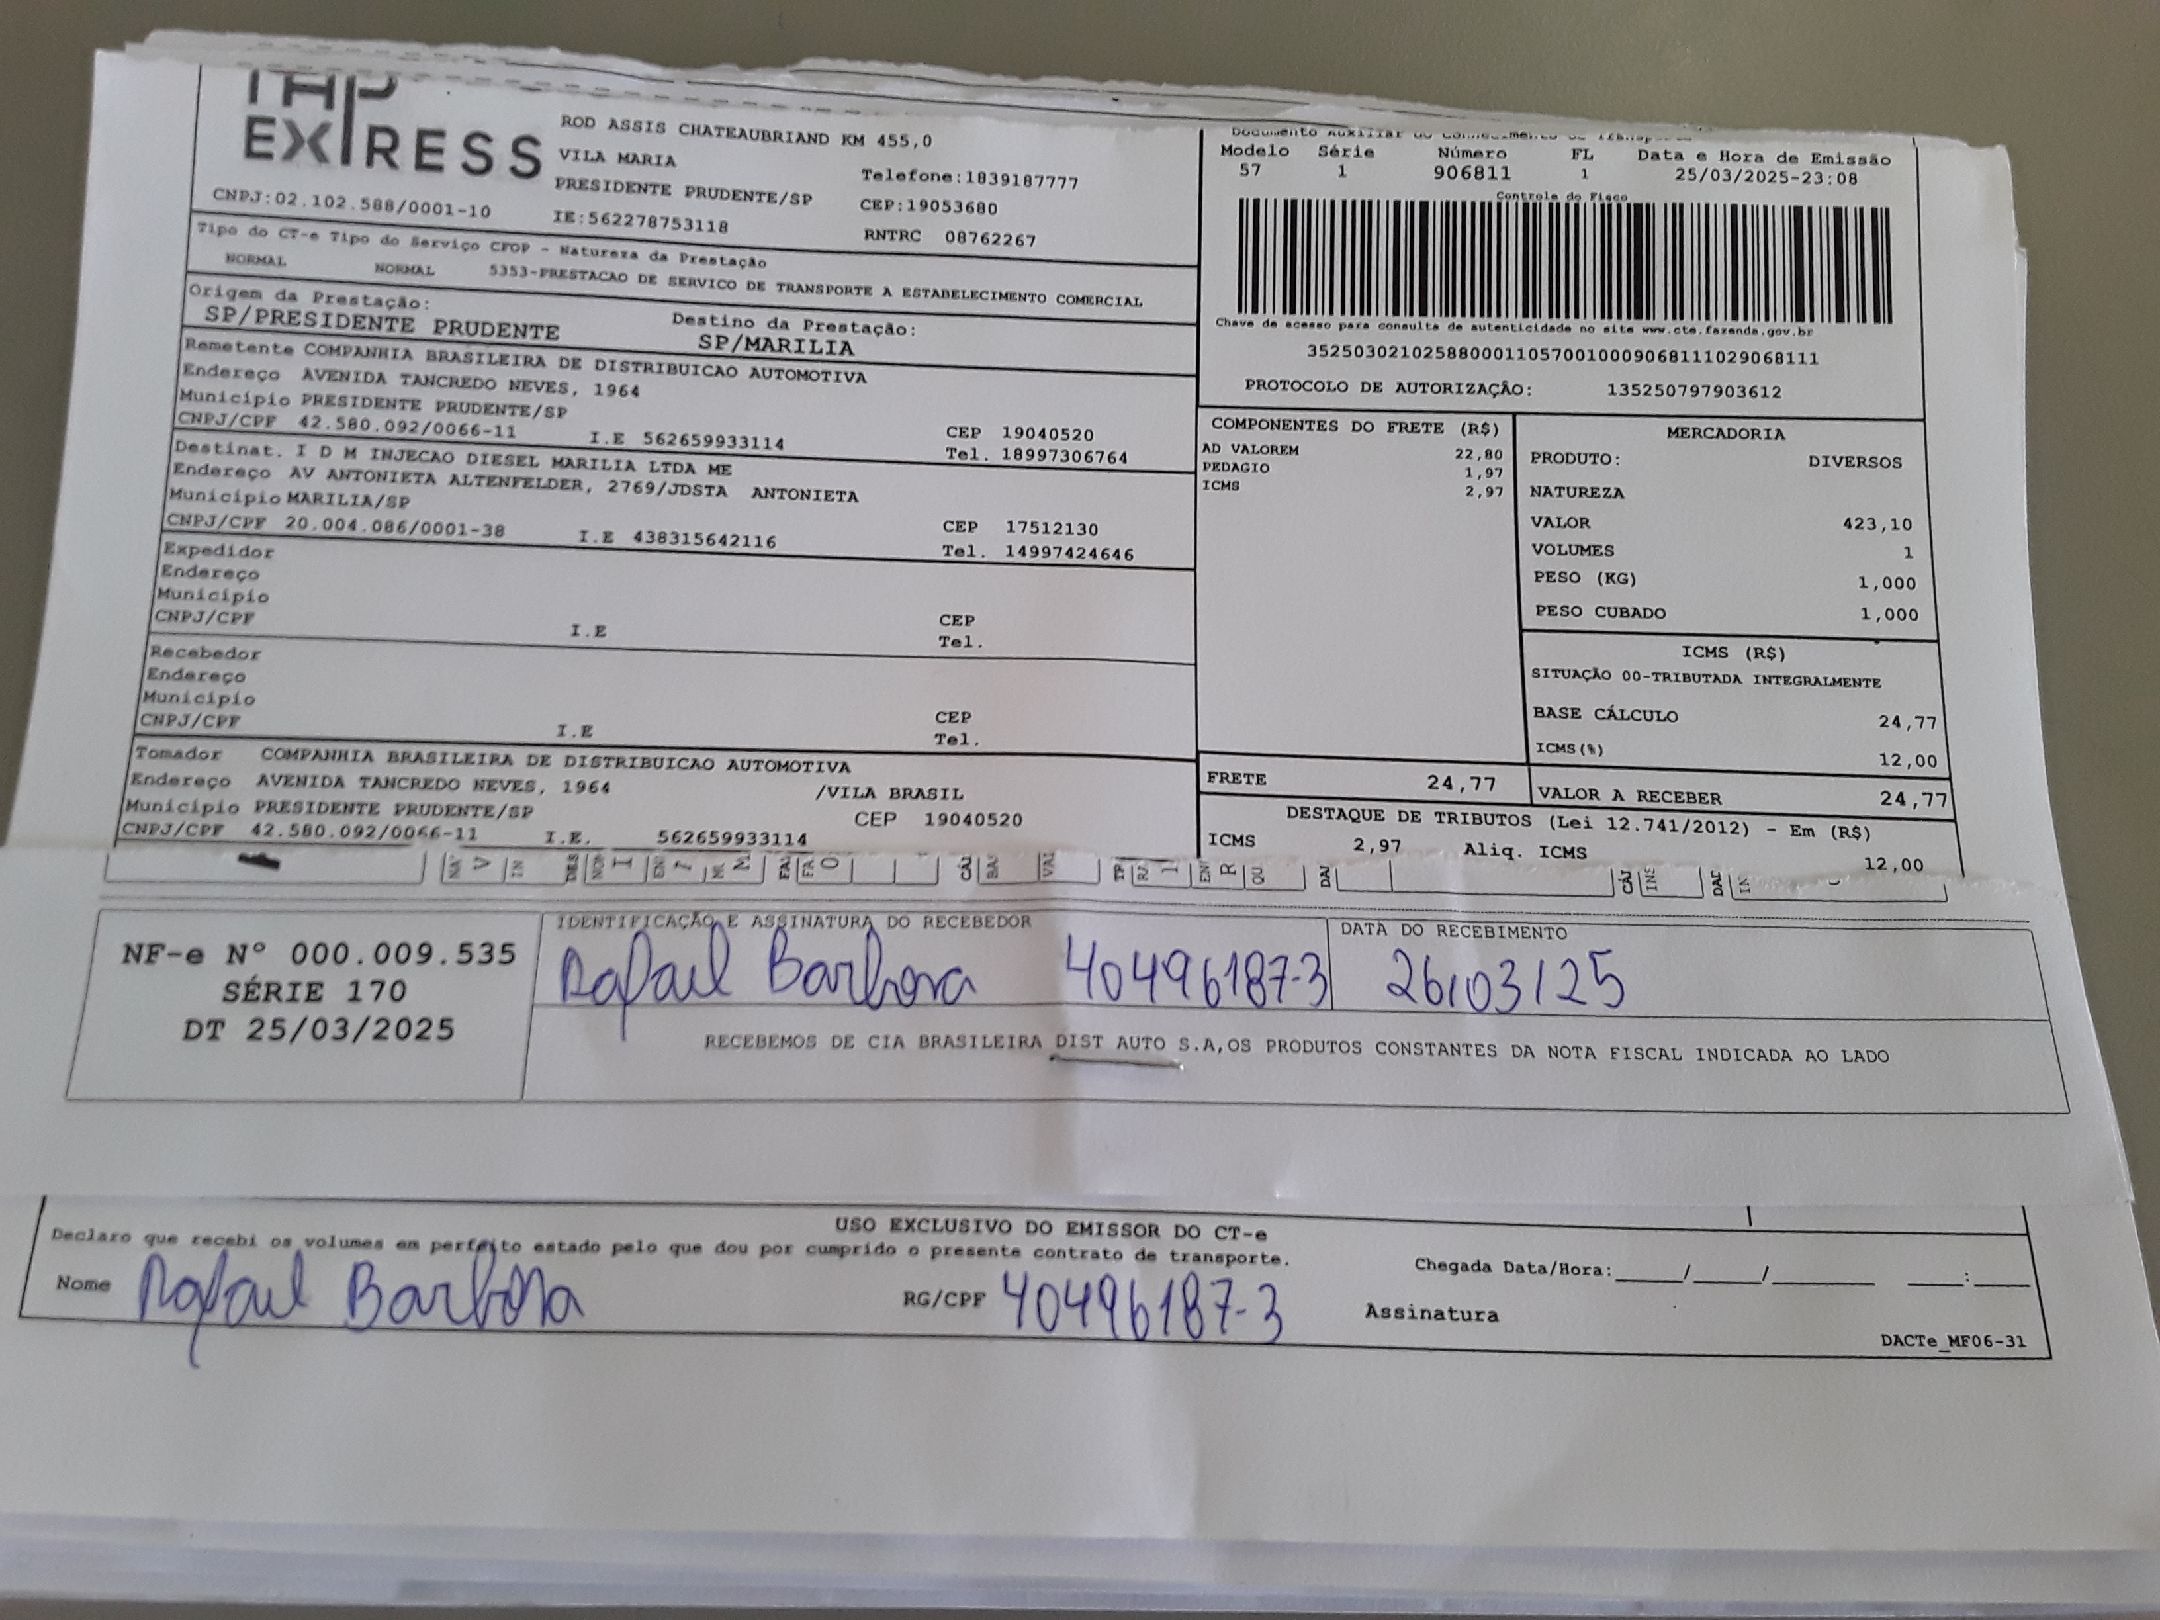 EXPRESS
ROD ASSIS CHATEAUBRIAND KM 455,0
VILA MARIA
Telefone:1839187777
PRESIDENTE PRUDENTE/SP
CEP:19053680
CNPJ:02.102.588/0001-10
IE:562278753118
RNTRC 08762267
Tipo do CT-e Tipo do Serviço CFOP - Natureza da Prestação
NORMAL NORMAL 5353-PRESTACAO DE SERVICO DE TRANSPORTE A ESTABELECIMENTO COMERCIAL
Origem da Prestação: Destino da Prestação:
SP/PRESIDENTE PRUDENTE SP/MARILIA
Remetente COMPANHIA BRASILEIRA DE DISTRIBUICAO AUTOMOTIVA
Endereço AVENIDA TANCREDO NEVES, 1964
Município PRESIDENTE PRUDENTE/SP CEP 19040520
CNPJ/CPF 42.580.092/0066-11 I.E 562659933114 Tel. 18997306764
Destinat. I D M INJECAO DIESEL MARILIA LTDA ME
Endereço AV ANTONIETA ALTENFELDER, 2769/JDSTA ANTONIETA
Município MARILIA/SP CEP 17512130
CNPJ/CPF 20.004.086/0001-38 I.E 438315642116 Tel. 14997424646
Expedidor
Endereço
Município CEP
CNPJ/CPF I.E Tel.
Recebedor
Endereço
Município CEP
CNPJ/CPF I.E Tel.
Tomador COMPANHIA BRASILEIRA DE DISTRIBUICAO AUTOMOTIVA
Endereço AVENIDA TANCREDO NEVES, 1964 /VILA BRASIL
Município PRESIDENTE PRUDENTE/SP CEP 19040520
CNPJ/CPF 42.580.092/0066-11 I.E. 562659933114
Documento Auxiliar do Conhecimento de Transporte
Modelo Série Número FL Data e Hora de Emissão
57 1 906811 1 25/03/2025-23:08
Controle do Fisco
Chave de acesso para consulta de autenticidade no site www.cte.fazenda.gov.br
35250302102588000110570010009068111029068111
PROTOCOLO DE AUTORIZAÇÃO: 135250797903612
COMPONENTES DO FRETE (R$)
AD VALOREM 22,80
PEDAGIO 1,97
ICMS 2,97
MERCADORIA
PRODUTO: DIVERSOS
NATUREZA
VALOR 423,10
VOLUMES 1
PESO (KG) 1,000
PESO CUBADO 1,000
ICMS (R$)
SITUAÇÃO 00-TRIBUTADA INTEGRALMENTE
BASE CÁLCULO 24,77
ICMS(%) 12,00
FRETE 24,77
VALOR A RECEBER 24,77
DESTAQUE DE TRIBUTOS (Lei 12.741/2012) - Em (R$)
ICMS 2,97 Aliq. ICMS 12,00
NF-e Nº 000.009.535
SÉRIE 170
DT 25/03/2025
IDENTIFICAÇÃO E ASSINATURA DO RECEBEDOR
Rafael Barbosa 40496187-3
DATA DO RECEBIMENTO
26/03/25
RECEBEMOS DE CIA BRASILEIRA DIST AUTO S.A,OS PRODUTOS CONSTANTES DA NOTA FISCAL INDICADA AO LADO
USO EXCLUSIVO DO EMISSOR DO CT-e
Declaro que recebi os volumes em perfeito estado pelo que dou por cumprido o presente contrato de transporte.
Nome Rafael Barbosa RG/CPF 40496187-3
Chegada Data/Hora:_____/_____/_______ ____:____
Assinatura
DACTe_MF06-31